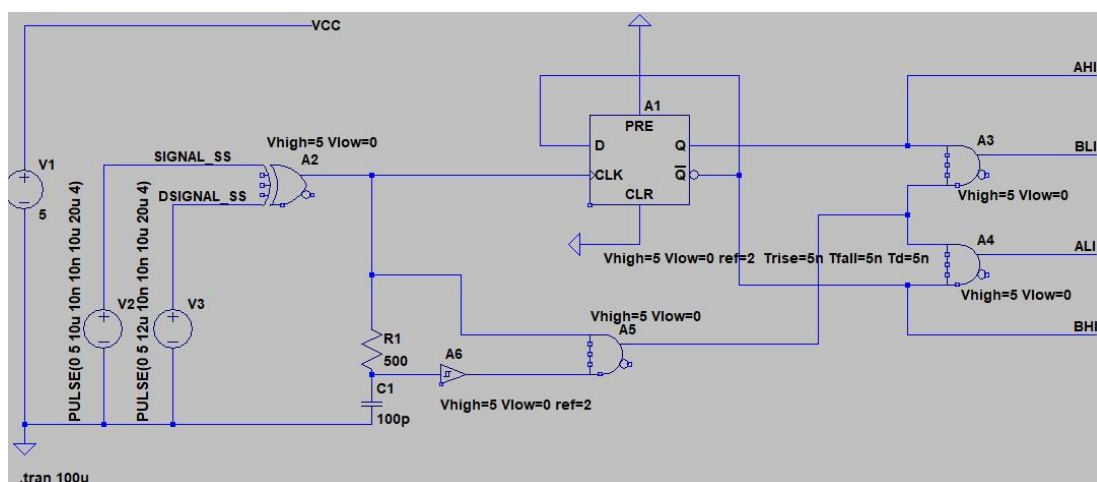 VCC
AHI
A1
PRE
D
Q
CLK
Q
CLR
Vhigh=5 Vlow=0
A2
SIGNAL_SS
DSIGNAL_SS
V1
5
A3
BLI
Vhigh=5 Vlow=0
A4
ALI
Vhigh=5 Vlow=0
BHI
Vhigh=5 Vlow=0 ref=2 Trise=5n Tfall=5n Td=5n
PULSE(0 5 10u 10n 10n 10u 20u 4)
V2
PULSE(0 5 12u 10n 10n 10u 20u 4)
V3
Vhigh=5 Vlow=0
A5
R1
500
A6
C1
100p
Vhigh=5 Vlow=0 ref=2
.tran 100u